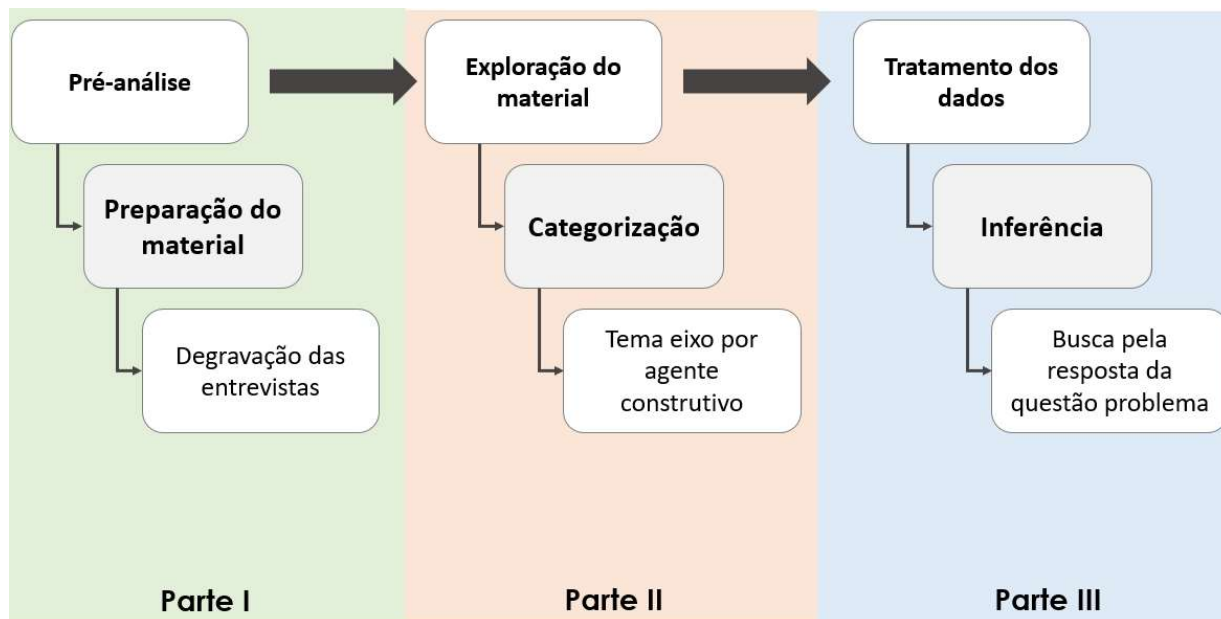 Pré-análise
Preparação do
material
Degravação das
entrevistas
Parte I
Exploração do
material
Categorização
Tema eixo por
agente
construtivo
Parte II
Tratamento dos
dados
Inferência
Busca pela
resposta da
questão problema
Parte III